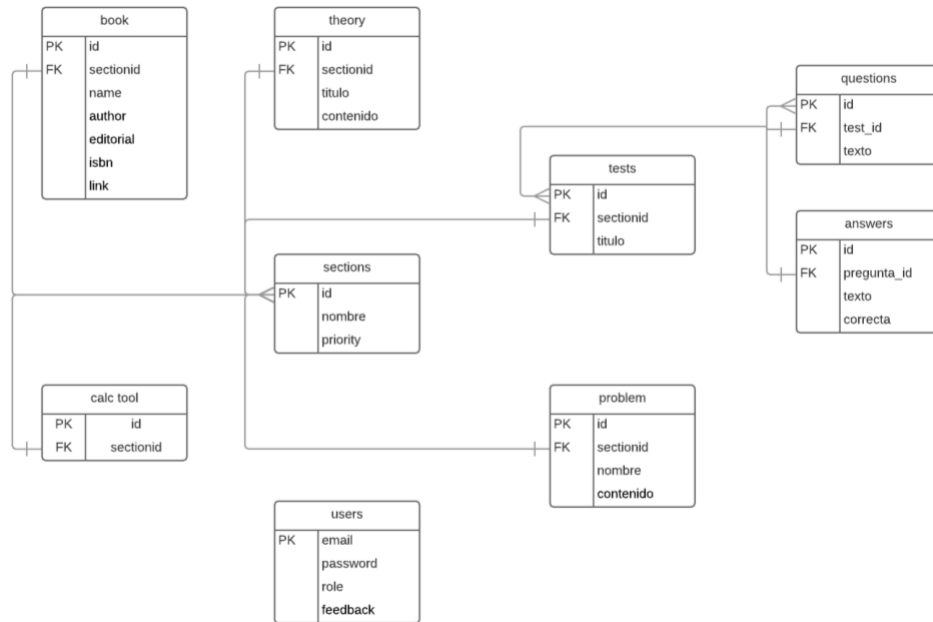 book
PK id
FK sectionid
name
author
editorial
isbn
link
theory
PK id
FK sectionid
titulo
contenido
questions
PK id
FK test_id
texto
tests
PK id
FK sectionid
titulo
answers
PK id
FK pregunta_id
texto
correcta
sections
PK id
nombre
priority
calc tool
PK id
FK sectionid
problem
PK id
FK sectionid
nombre
contenido
users
PK email
password
role
feedback